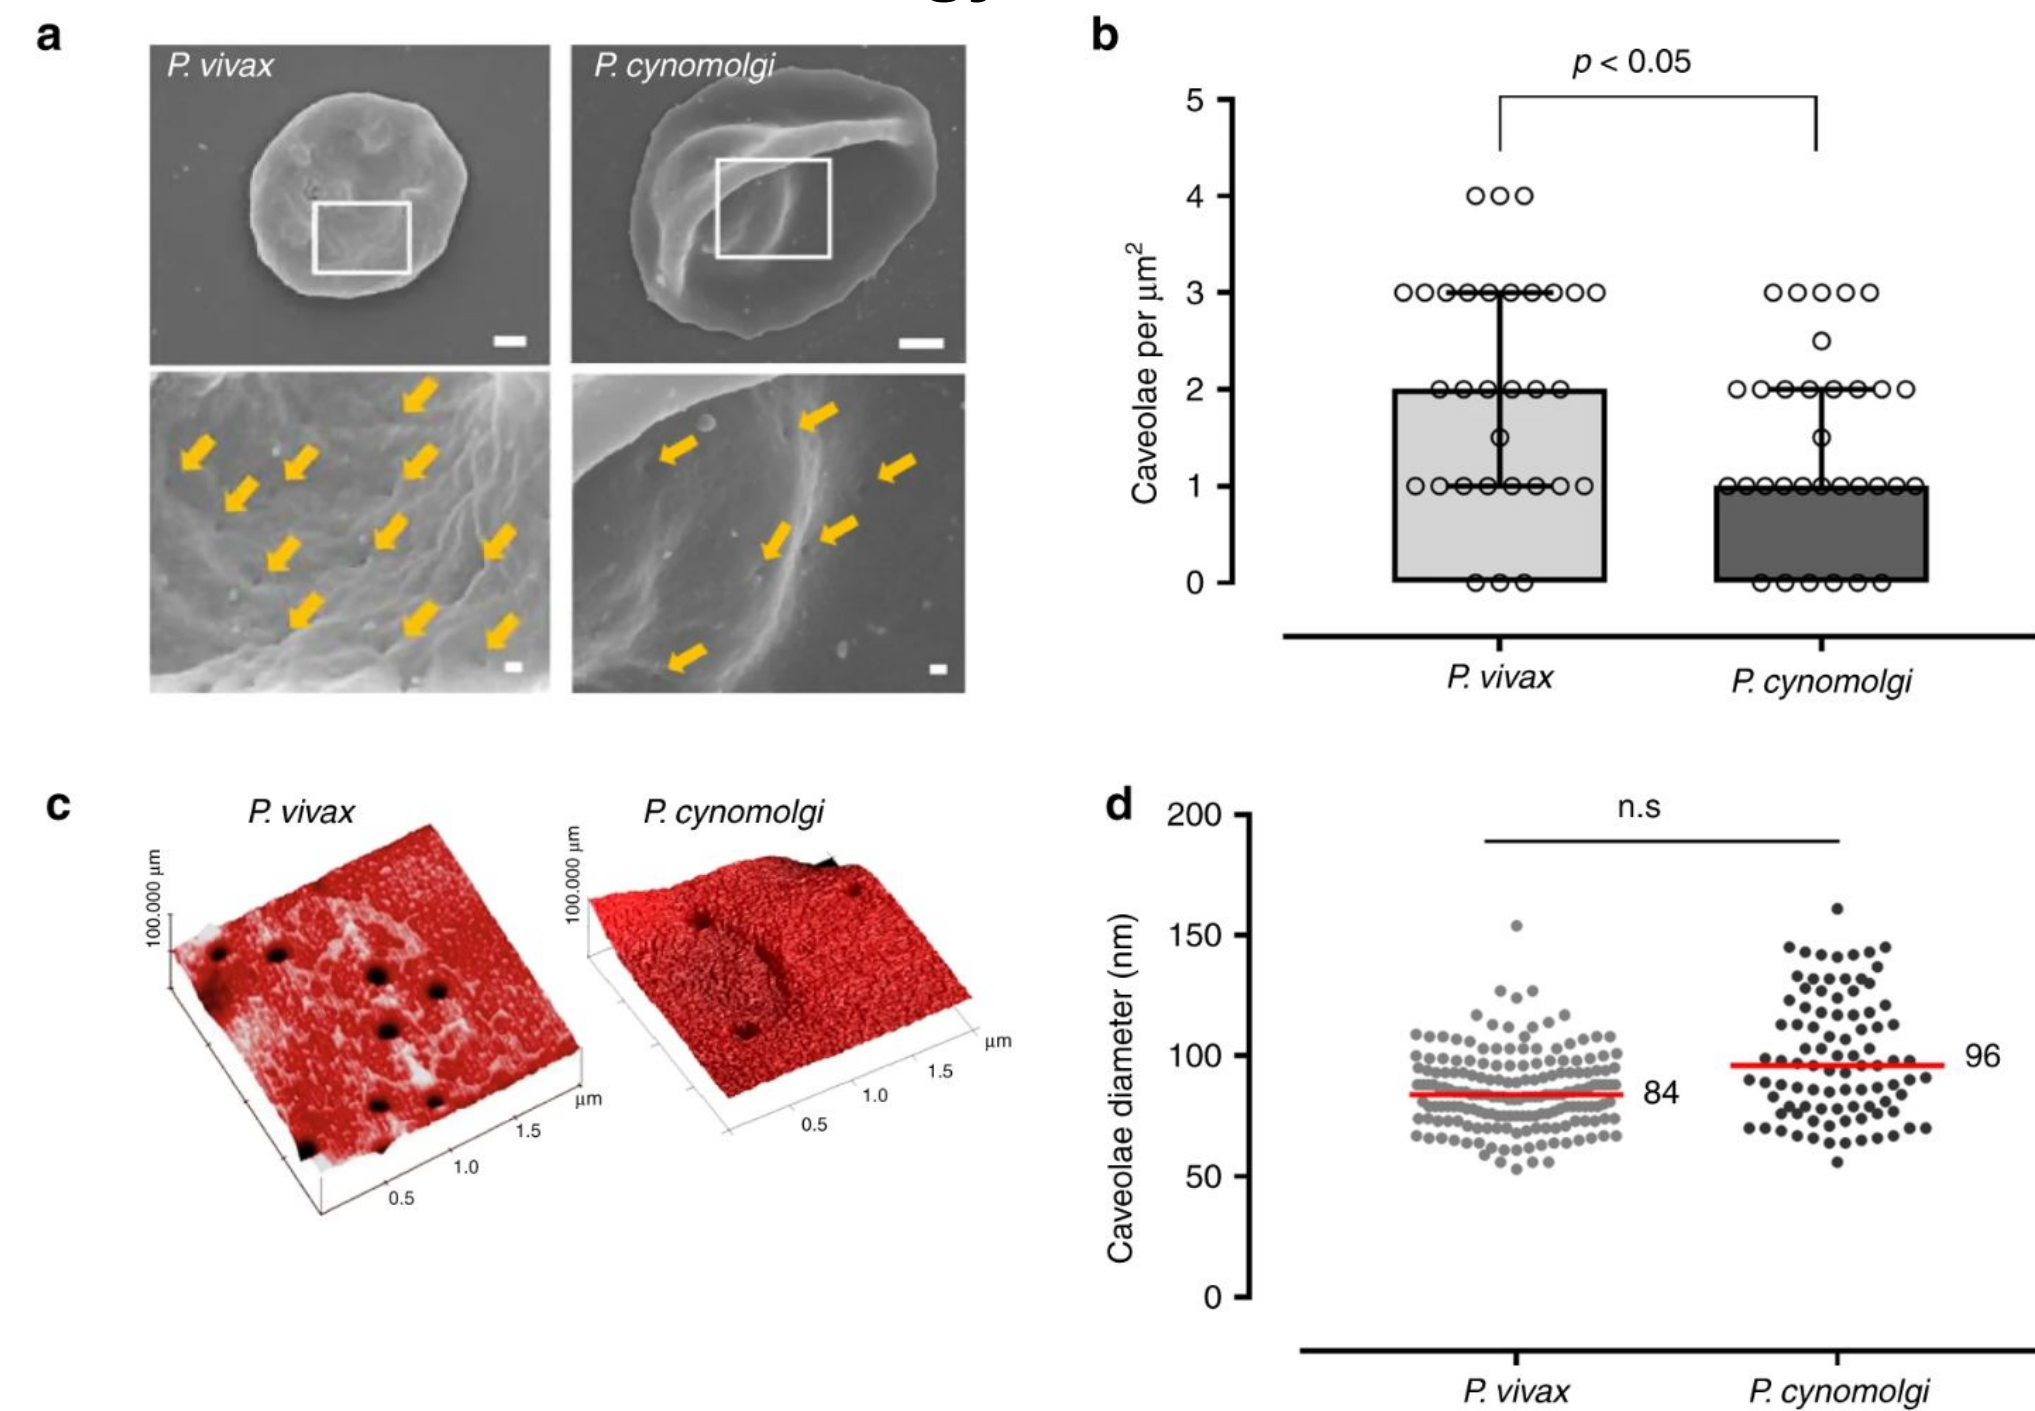 a
P. vivax
P. cynomolgi
b
p < 0.05
Caveolae per μm²
5
4
3
2
1
0
P. vivax
P. cynomolgi
c
P. vivax
P. cynomolgi
100.000 μm
0.5
1.0
1.5
μm
100.000 μm
0.5
1.0
1.5
μm
d
n.s
Caveolae diameter (nm)
200
150
100
50
0
84
96
P. vivax
P. cynomolgi